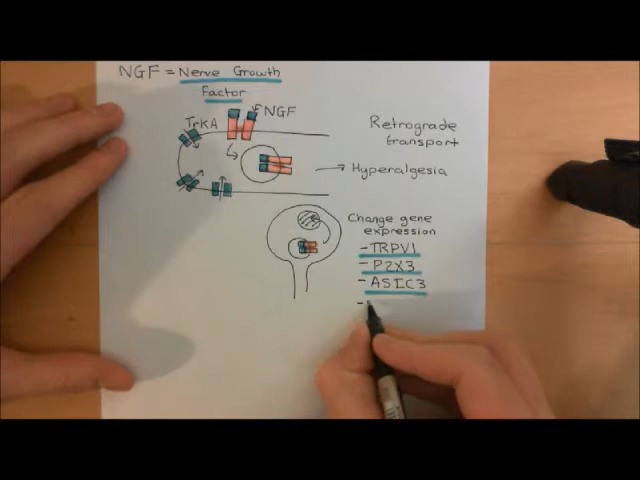 NGF = Nerve Growth
Factor
TrkA
NGF
Retrograde
transport
Hyperalgesia
Change gene
expression
- TRPV1
- P2X3
- ASIC3
-